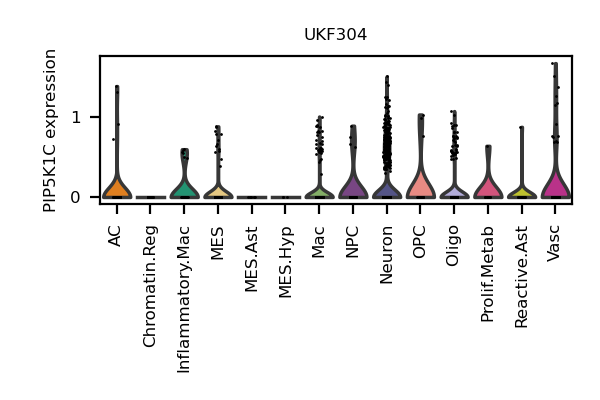 UKF304
PIP5K1C expression
1
0
AC
Chromatin.Reg
Inflammatory.Mac
MES
MES.Ast
MES.Hyp
Mac
NPC
Neuron
OPC
Oligo
Prolif.Metab
Reactive.Ast
Vasc